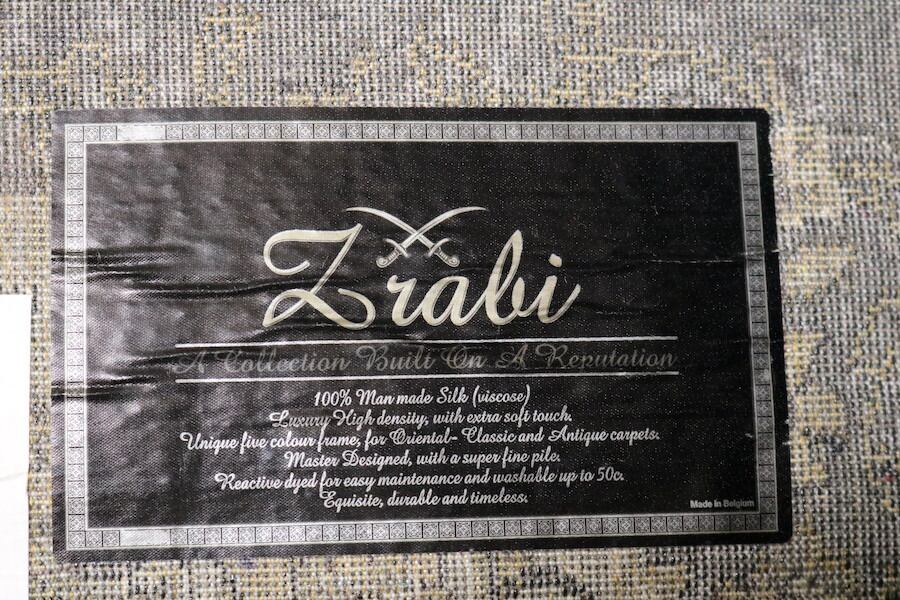 Zrabi
A Collection Built On A Reputation
100% Man made Silk (viscose)
Luxury High density, with extra soft touch.
Unique five colour frame, for Oriental- Classic and Antique carpets.
Master Designed, with a super fine pile.
Reactive dyed for easy maintenance and washable up to 50c.
Equisite, durable and timeless.
Made In Belgium